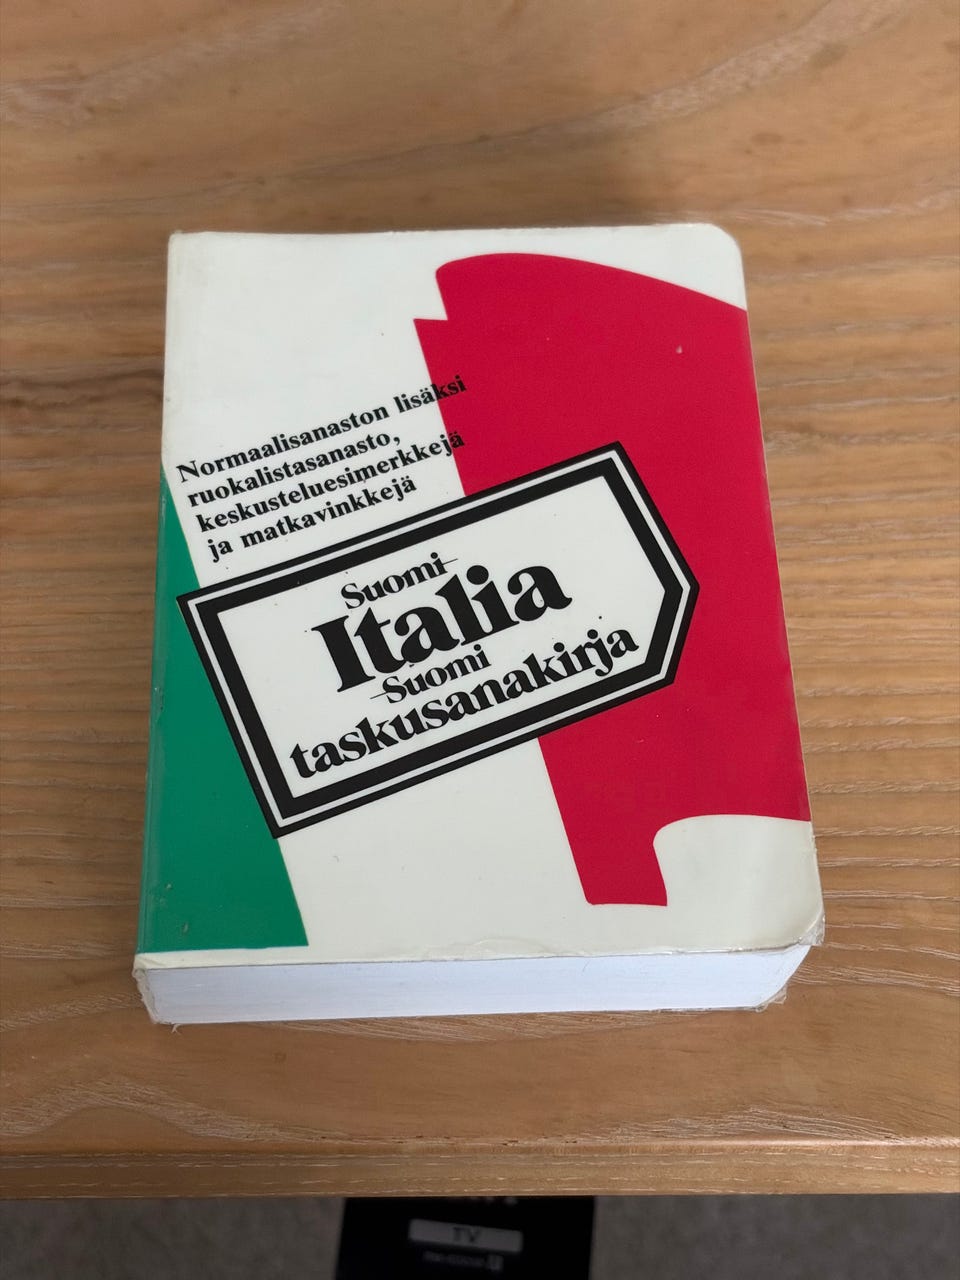 Normaalisanaston lisäksi
ruokalistasanasto,
keskusteluesimerkkejä
ja matkavinkkejä
Suomi-
Italia
-Suomi
taskusanakirja
TV